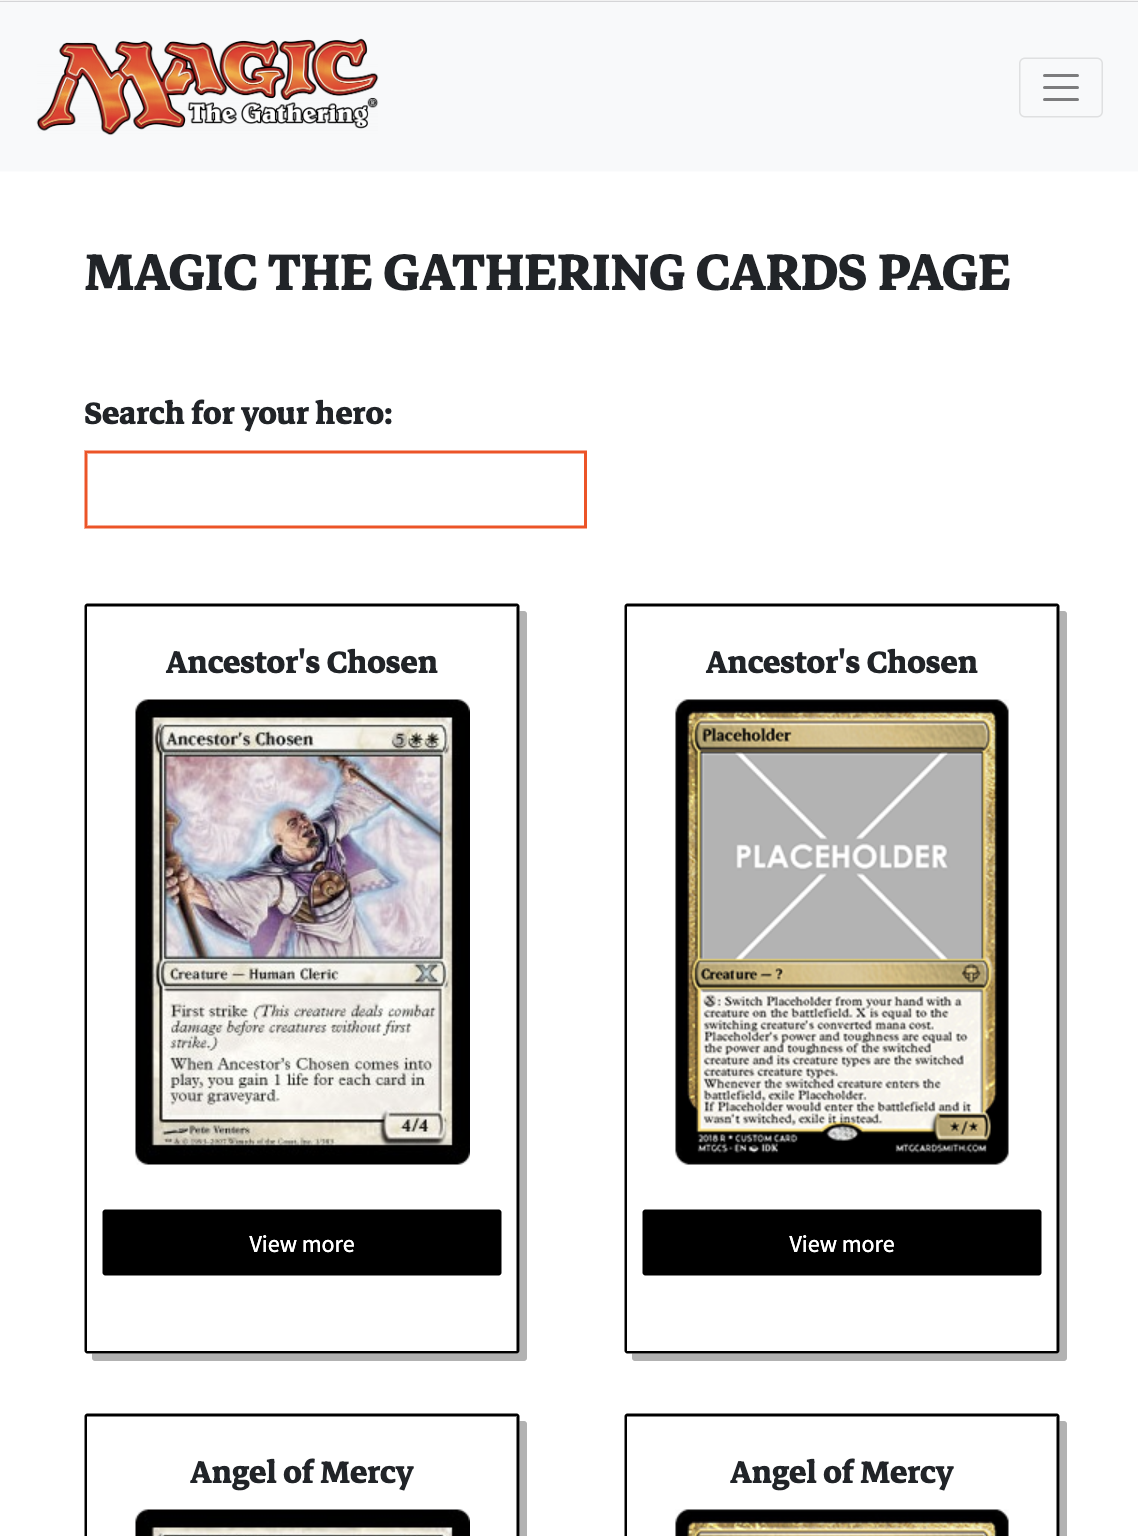 MAGIC
The Gathering®
MAGIC THE GATHERING CARDS PAGE
Search for your hero:
Ancestor's Chosen
Ancestor's Chosen 5
Creature — Human Cleric
First strike (This creature deals combat
damage before creatures without first
strike.)
When Ancestor's Chosen comes into
play, you gain 1 life for each card in
your graveyard.
4/4
Pete Venters
View more
Ancestor's Chosen
Placeholder
PLACEHOLDER
Creature — ?
: Switch Placeholder from your hand with a
creature on the battlefield. X is equal to the
switching creature's converted mana cost.
Placeholder's power and toughness are equal to
the power and toughness of the switched
creature and its creature types are the switched
creatures creature types.
Whenever the switched creature enters the
battlefield, exile Placeholder.
If Placeholder would enter the battlefield and it
wasn't switched, exile it instead.
★/★
2018 R • CUSTOM CARD
MTGCS · EN IDK
MTGCARDSMITH.COM
View more
Angel of Mercy
Angel of Mercy